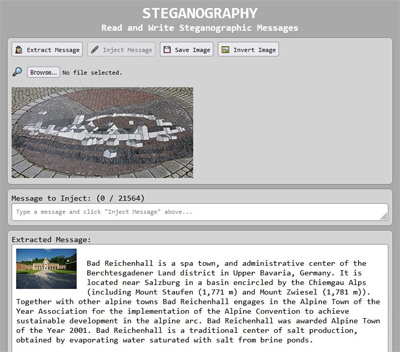 STEGANOGRAPHY
Read and Write Steganographic Messages
Extract Message Inject Message Save Image Invert Image
Browse... No file selected.
Message to Inject: (0 / 21564)
Type a message and click "Inject Message" above...
Extracted Message:
Bad Reichenhall is a spa town, and administrative center of the
Berchtesgadener Land district in Upper Bavaria, Germany. It is
located near Salzburg in a basin encircled by the Chiemgau Alps
(including Mount Staufen (1,771 m) and Mount Zwiesel (1,781 m)).
Together with other alpine towns Bad Reichenhall engages in the Alpine Town of the
Year Association for the implementation of the Alpine Convention to achieve
sustainable development in the alpine arc. Bad Reichenhall was awarded Alpine Town
of the Year 2001. Bad Reichenhall is a traditional center of salt production,
obtained by evaporating water saturated with salt from brine ponds.